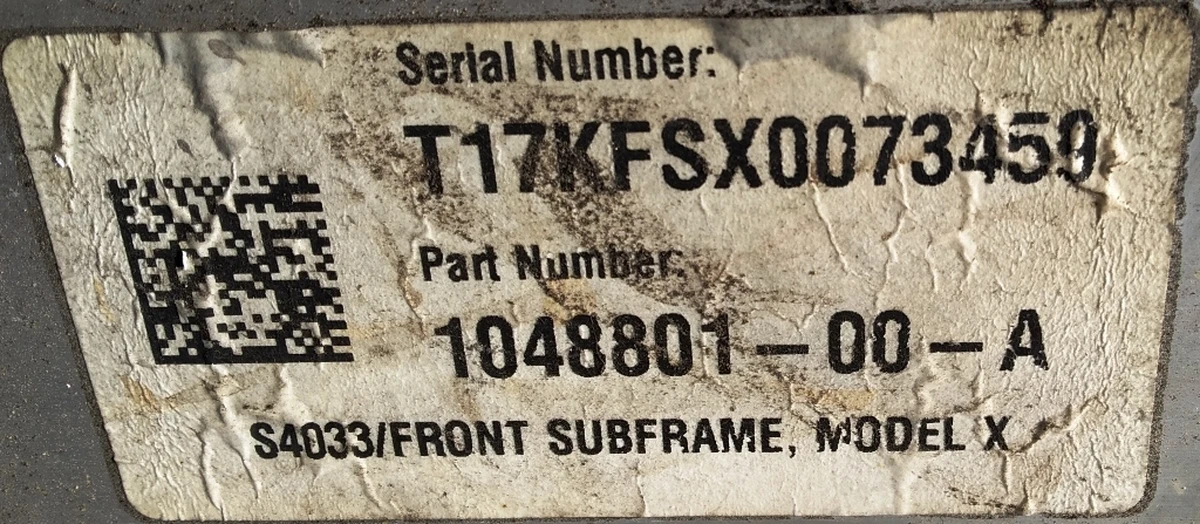 Serial Number:
T17KFSX0073459
Part Number:
1048801-00-A
S4033/FRONT SUBFRAME, MODEL X